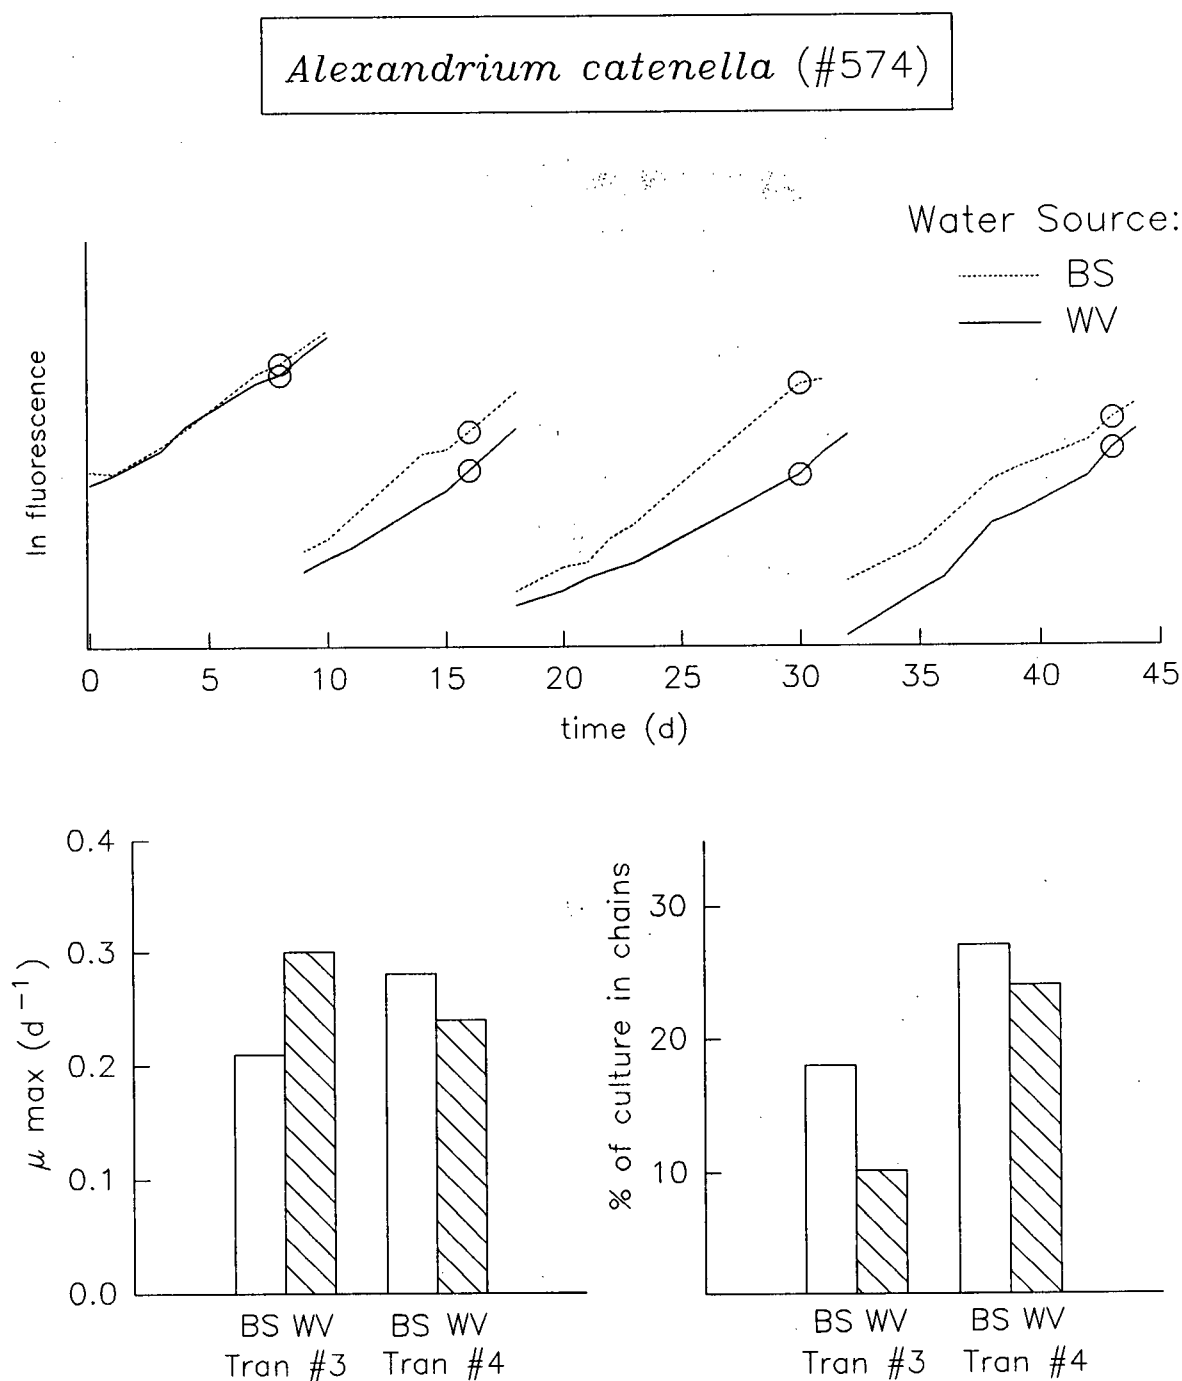 Alexandrium catenella (#574)
Water Source:
BS
WV
ln fluorescence
0 5 10 15 20 25 30 35 40 45
time (d)
μ max (d⁻¹)
0.4
0.3
0.2
0.1
0.0
BS WV BS WV
Tran #3 Tran #4
% of culture in chains
30
20
10
BS WV BS WV
Tran #3 Tran #4